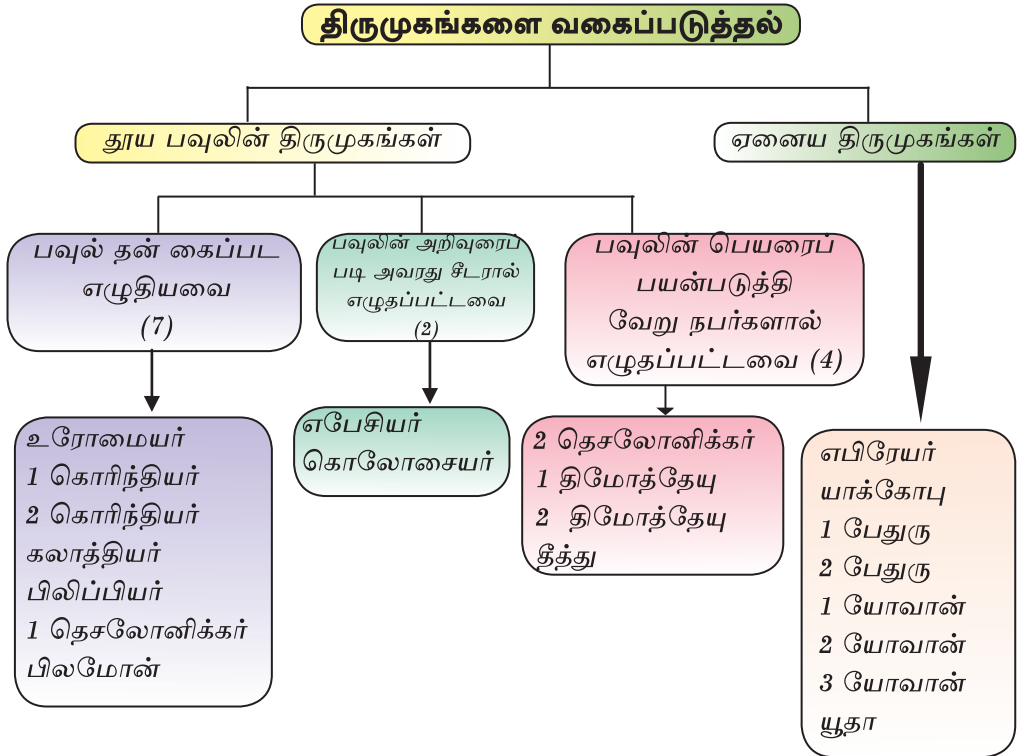 திருமுகங்களை வகைப்படுத்தல்
தூய பவுலின் திருமுகங்கள்
ஏனைய திருமுகங்கள்
பவுல் தன் கைப்பட
எழுதியவை
(7)
பவுலின் அறிவுரைப்
படி அவரது சீடரால்
எழுதப்பட்டவை
(2)
பவுலின் பெயரைப்
பயன்படுத்தி
வேறு நபர்களால்
எழுதப்பட்டவை (4)
உரோமையர்
1 கொரிந்தியர்
2 கொரிந்தியர்
கலாத்தியர்
பிலிப்பியர்
1 தெசலோனிக்கர்
பிலமோன்
எபேசியர்
கொலோசையர்
2 தெசலோனிக்கர்
1 திமோத்தேயு
2 திமோத்தேயு
தீத்து
எபிரேயர்
யாக்கோபு
1 பேதுரு
2 பேதுரு
1 யோவான்
2 யோவான்
3 யோவான்
யூதா